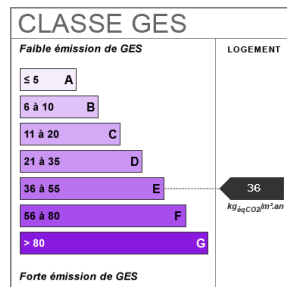 CLASSE GES
Faible émission de GES
LOGEMENT
≤ 5 A
6 à 10 B
11 à 20 C
21 à 35 D
36 à 55 E
36
kgéqCO2/m².an
56 à 80 F
> 80 G
Forte émission de GES